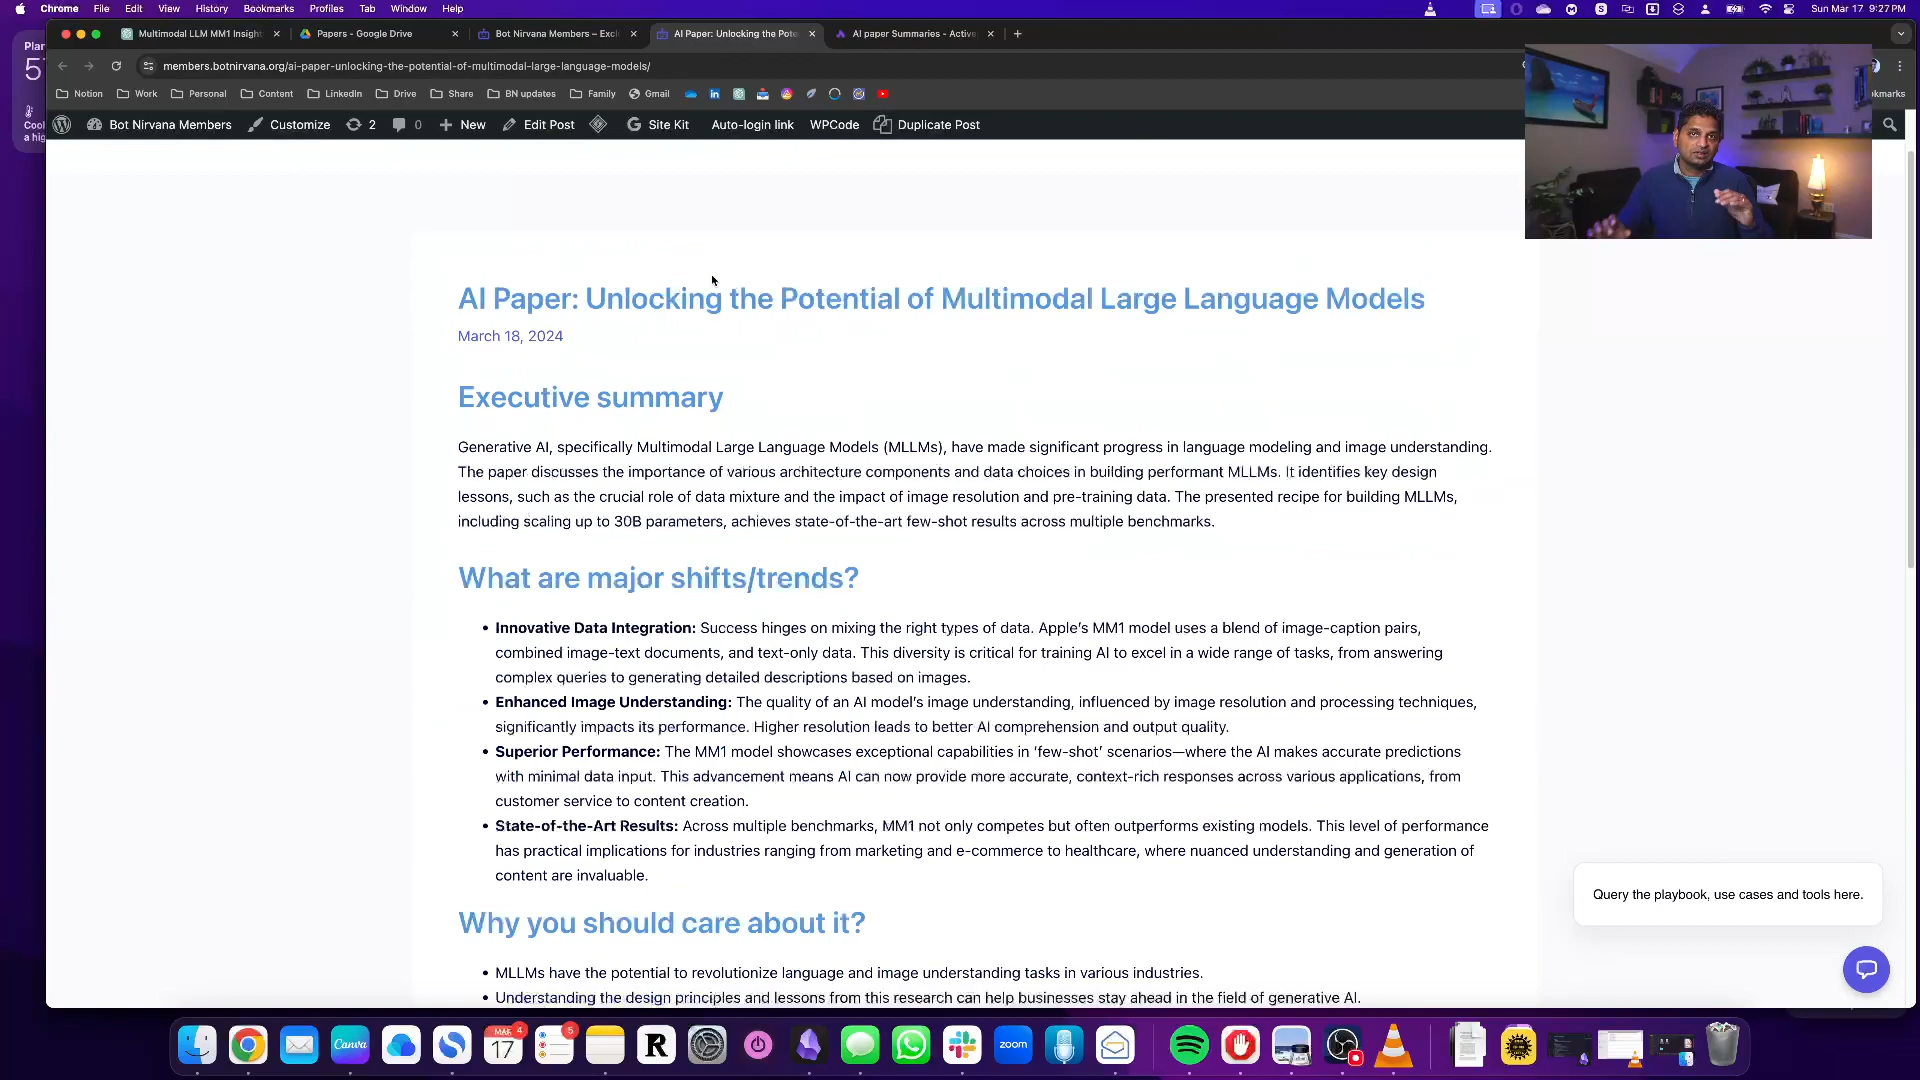 Chrome File Edit View History Bookmarks Profiles Tab Window Help
Sun Mar 17 9:27 PM
Multimodal LLM MM1 Insigh
Papers - Google Drive
Bot Nirvana Members – Excl
AI Paper: Unlocking the Pote
AI paper Summaries - Active
members.botnirvana.org/ai-paper-unlocking-the-potential-of-multimodal-large-language-models/
Notion Work Personal Content LinkedIn Drive Share BN updates Family Gmail
Bot Nirvana Members Customize 2 0 New Edit Post Site Kit Auto-login link WPCode Duplicate Post
AI Paper: Unlocking the Potential of Multimodal Large Language Models
March 18, 2024
Executive summary
Generative AI, specifically Multimodal Large Language Models (MLLMs), have made significant progress in language modeling and image understanding.
The paper discusses the importance of various architecture components and data choices in building performant MLLMs. It identifies key design
lessons, such as the crucial role of data mixture and the impact of image resolution and pre-training data. The presented recipe for building MLLMs,
including scaling up to 30B parameters, achieves state-of-the-art few-shot results across multiple benchmarks.
What are major shifts/trends?
• Innovative Data Integration: Success hinges on mixing the right types of data. Apple’s MM1 model uses a blend of image-caption pairs,
combined image-text documents, and text-only data. This diversity is critical for training AI to excel in a wide range of tasks, from answering
complex queries to generating detailed descriptions based on images.
• Enhanced Image Understanding: The quality of an AI model’s image understanding, influenced by image resolution and processing techniques,
significantly impacts its performance. Higher resolution leads to better AI comprehension and output quality.
• Superior Performance: The MM1 model showcases exceptional capabilities in ‘few-shot’ scenarios—where the AI makes accurate predictions
with minimal data input. This advancement means AI can now provide more accurate, context-rich responses across various applications, from
customer service to content creation.
• State-of-the-Art Results: Across multiple benchmarks, MM1 not only competes but often outperforms existing models. This level of performance
has practical implications for industries ranging from marketing and e-commerce to healthcare, where nuanced understanding and generation of
content are invaluable.
Why you should care about it?
• MLLMs have the potential to revolutionize language and image understanding tasks in various industries.
• Understanding the design principles and lessons from this research can help businesses stay ahead in the field of generative AI.
Query the playbook, use cases and tools here.
Canva
MAR 4
17
5
R
zoom